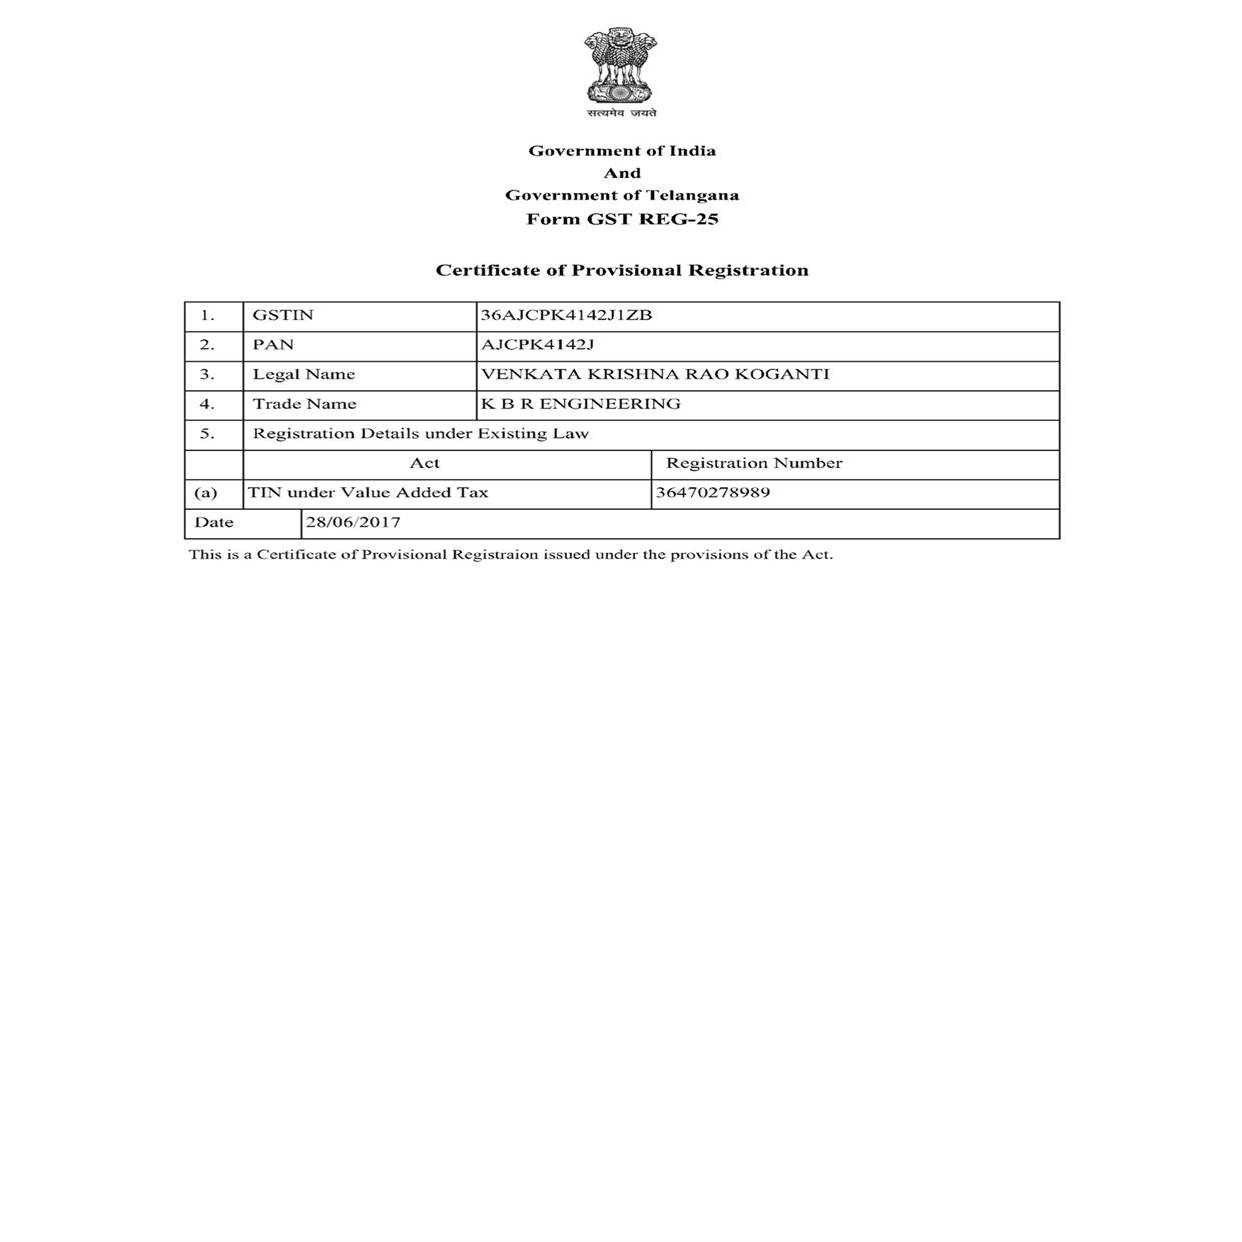 सत्यमेव जयते
Government of India
And
Government of Telangana
Form GST REG-25
Certificate of Provisional Registration
1. GSTIN 36AJCPK4142J1ZB
2. PAN AJCPK4142J
3. Legal Name VENKATA KRISHNA RAO KOGANTI
4. Trade Name K B R ENGINEERING
5. Registration Details under Existing Law
Act Registration Number
(a) TIN under Value Added Tax 36470278989
Date 28/06/2017
This is a Certificate of Provisional Registraion issued under the provisions of the Act.